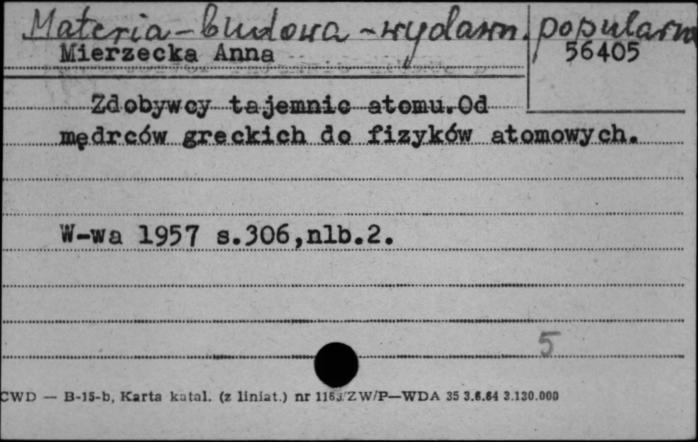 Materia - budowa - wydawn. popularn
Mierzecka Anna 56405
Zdobywcy tajemnic atomu.Od
mędrców greckich do fizyków atomowych.
W-wa 1957 s.306,nlb.2.
5
CWD — B-15-b, Karta katal. (z liniat.) nr 1163/ZW/P—WDA 35 3.6.64 3.130.000